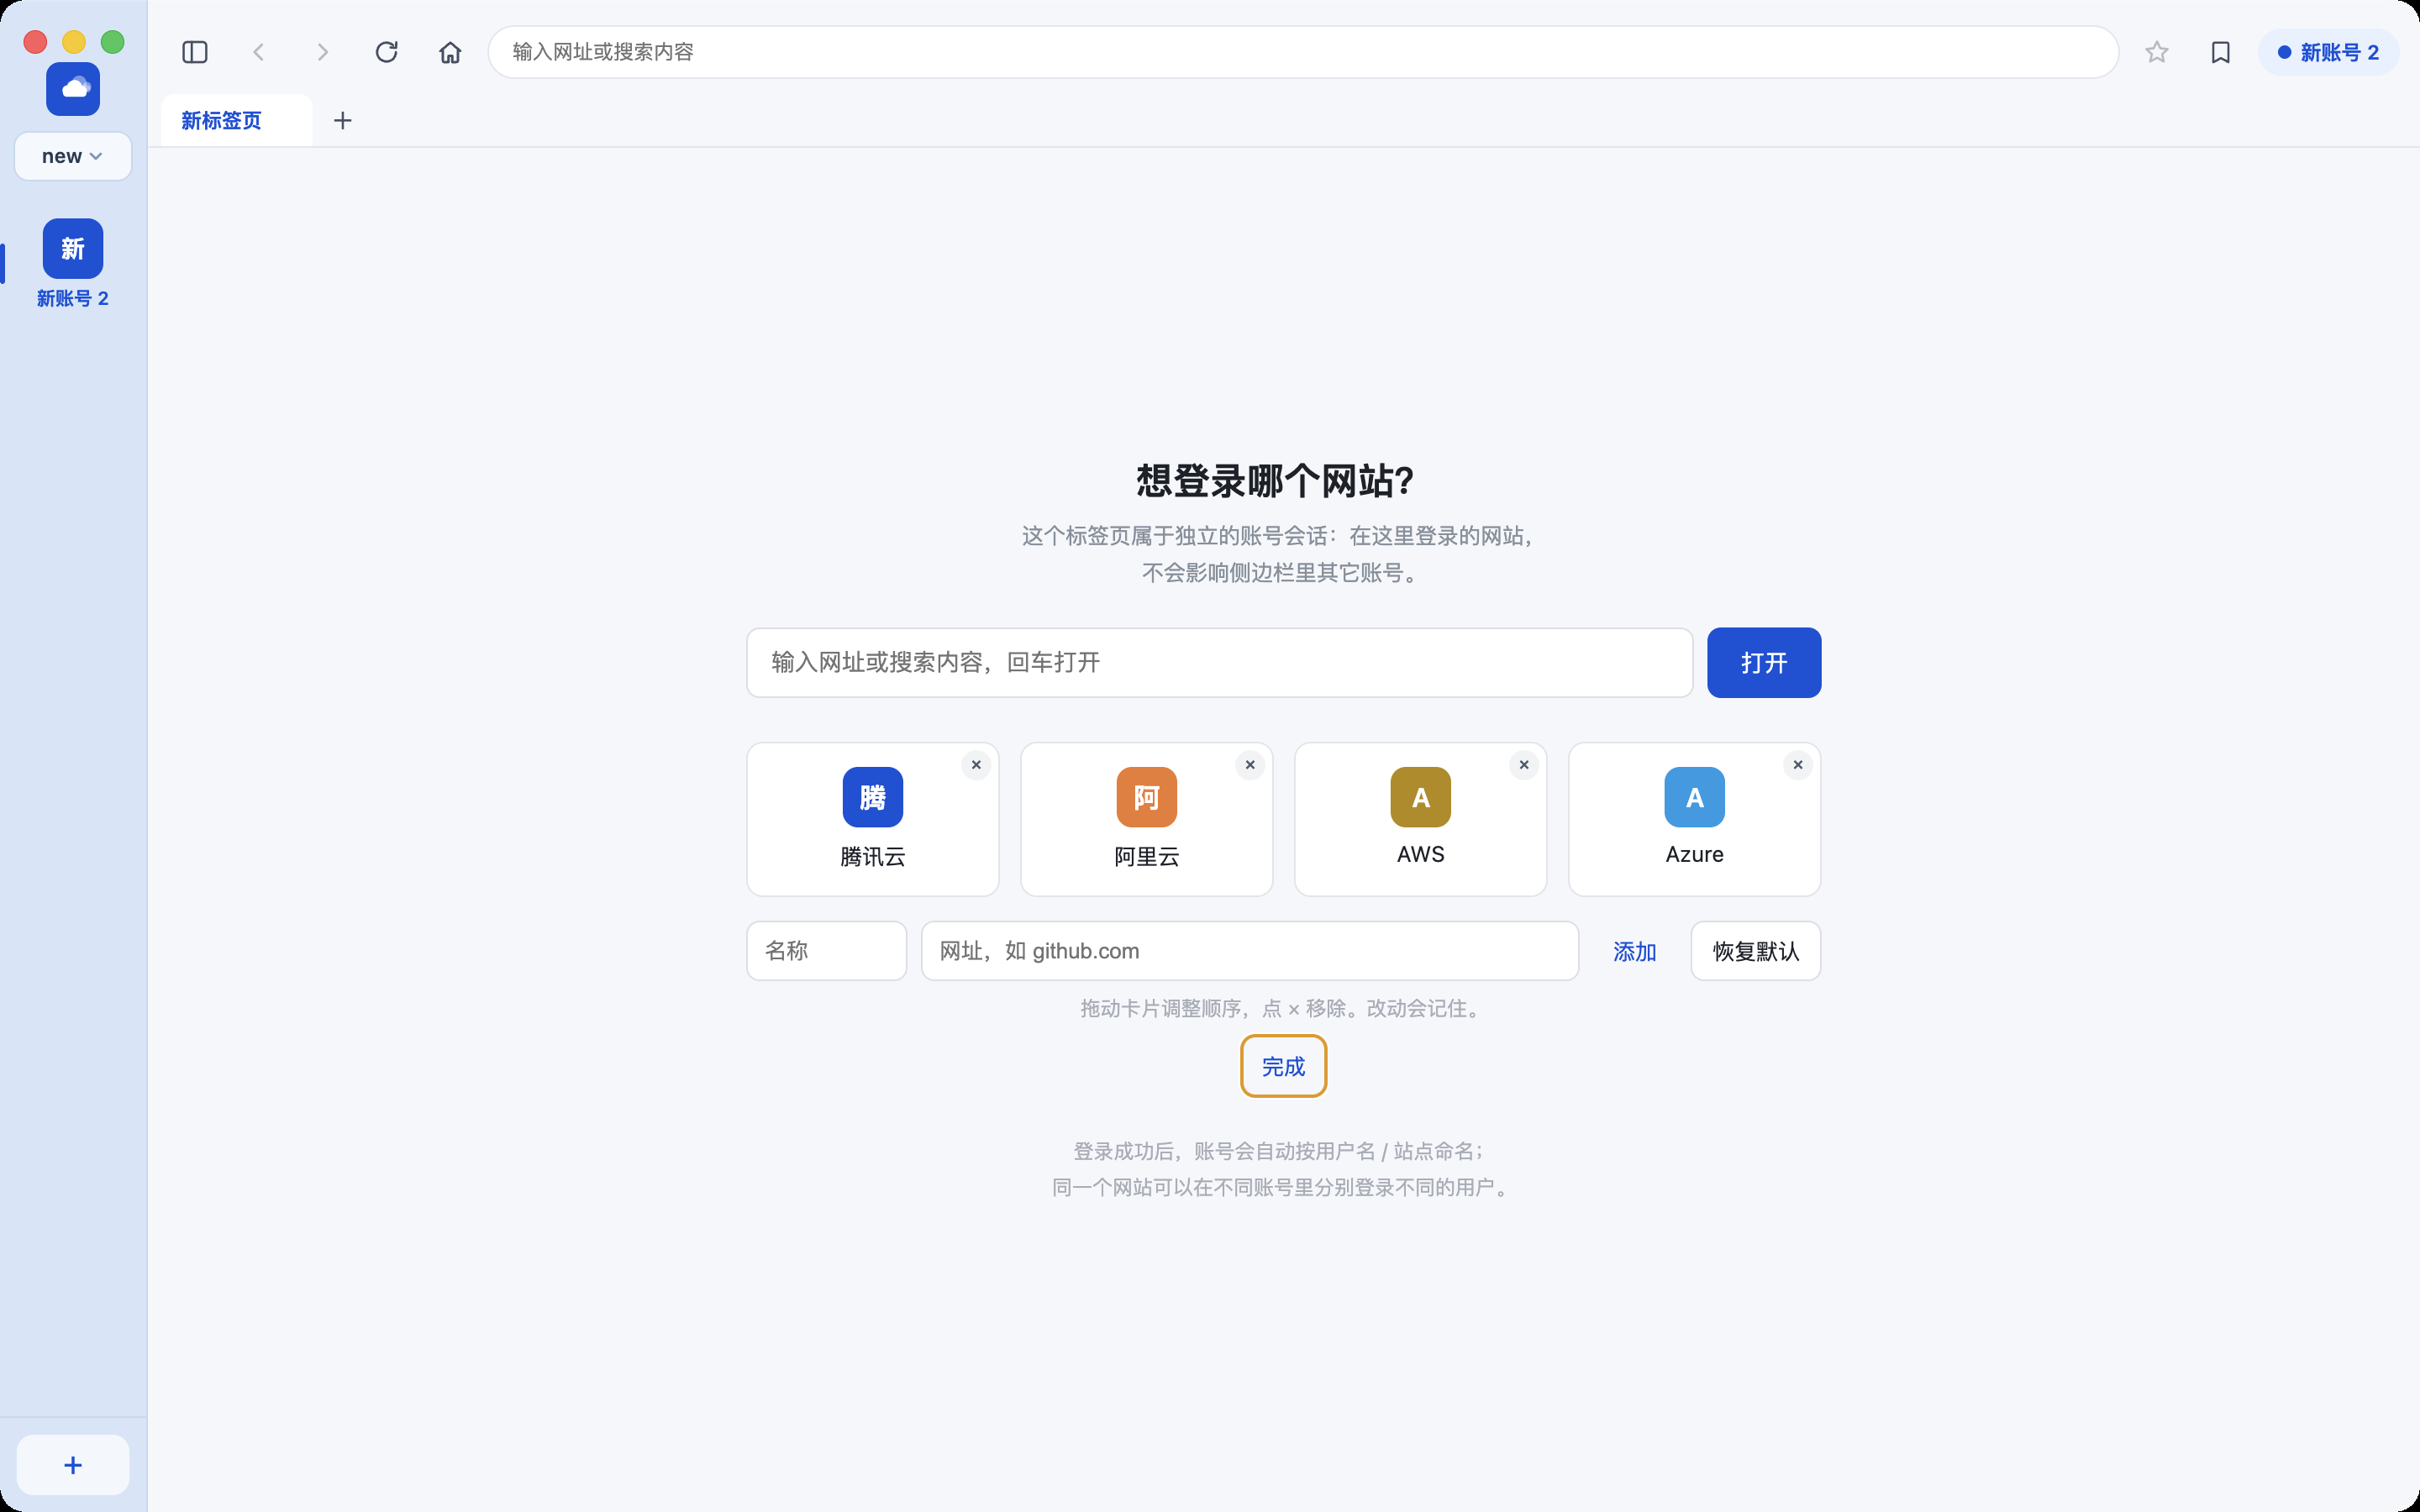 输入网址或搜索内容
新账号 2
新标签页
new
新
新账号 2
想登录哪个网站?
这个标签页属于独立的账号会话：在这里登录的网站，
不会影响侧边栏里其它账号。
输入网址或搜索内容，回车打开
打开
腾
阿
A
A
腾讯云
阿里云
AWS
Azure
名称
网址，如 github.com
添加
恢复默认
拖动卡片调整顺序，点 × 移除。改动会记住。
完成
登录成功后，账号会自动按用户名 / 站点命名；
同一个网站可以在不同账号里分别登录不同的用户。